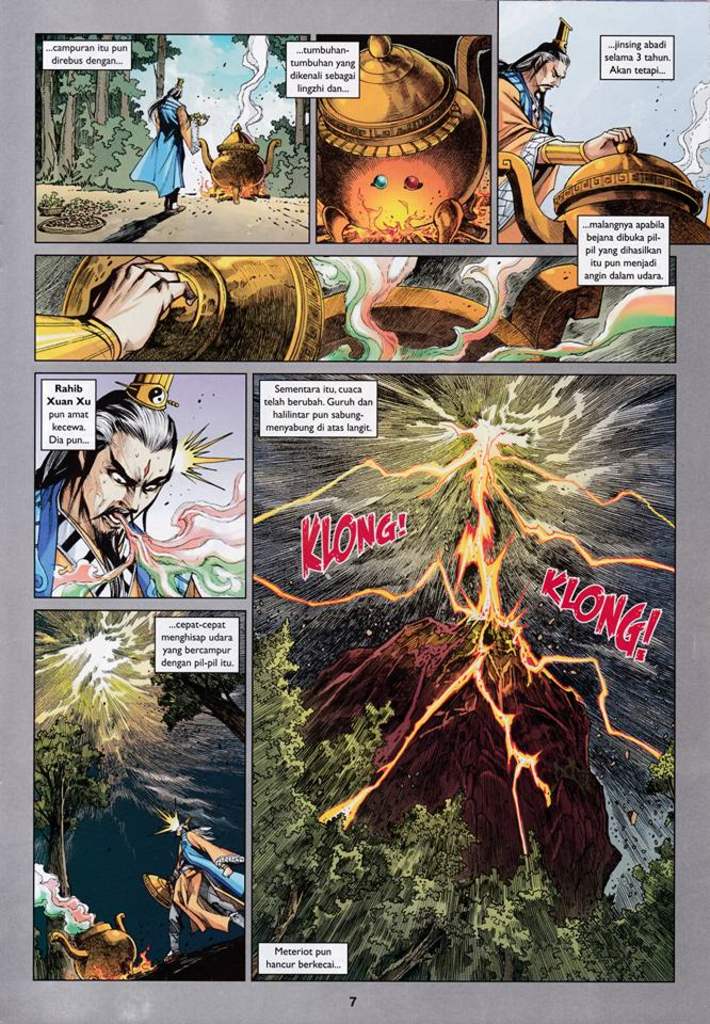 ...campuran itu pun
direbus dengan...
...tumbuhan-
tumbuhan yang
dikenali sebagai
lingzhi dan...
...jinsing abadi
selama 3 tahun.
Akan tetapi...
...malangnya apabila
bejana dibuka pil-
pil yang dihasilkan
itu pun menjadi
angin dalam udara.
Rahib
Xuan Xu
pun amat
kecewa.
Dia pun...
Sementara itu, cuaca
telah berubah. Guruh dan
halilintar pun sabung-
menyabung di atas langit.
KLONG!
KLONG!
...cepat-cepat
menghisap udara
yang bercampur
dengan pil-pil itu.
Meteriot pun
hancur berkecai...
7